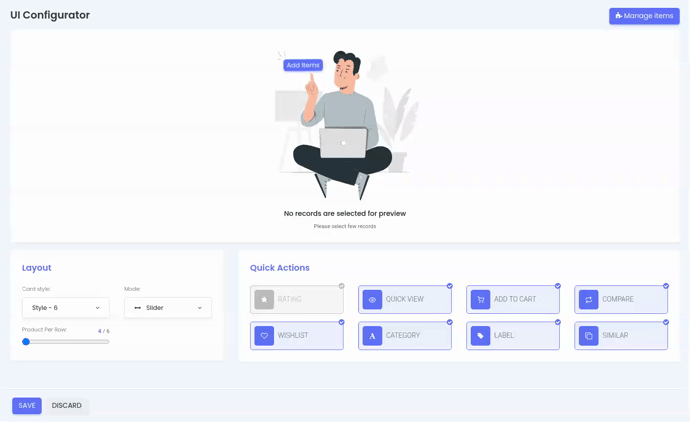 UI Configurator
Manage items
Add Items
No records are selected for preview
Please select few records
Layout
Card style:
Mode:
Style - 6
Slider
Product Per Row:
4 / 6
Quick Actions
RATING
QUICK VIEW
ADD TO CART
COMPARE
WISHLIST
CATEGORY
LABEL
SIMILAR
SAVE
DISCARD